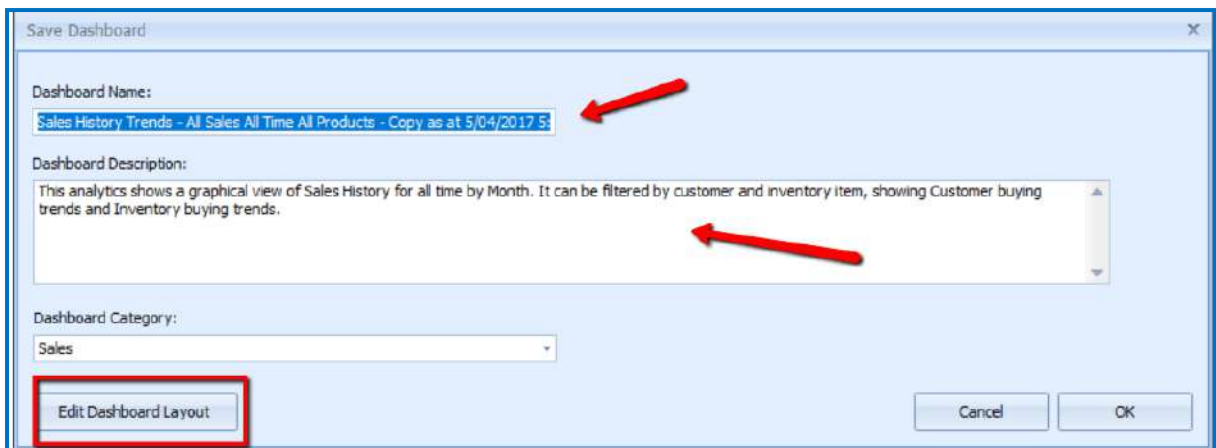 Save Dashboard
Dashboard Name:
Sales History Trends - All Sales All Time All Products - Copy as at 5/04/2017 5:
Dashboard Description:
This analytics shows a graphical view of Sales History for all time by Month. It can be filtered by customer and inventory item, showing Customer buying
trends and Inventory buying trends.
Dashboard Category:
Sales
Edit Dashboard Layout
Cancel
OK